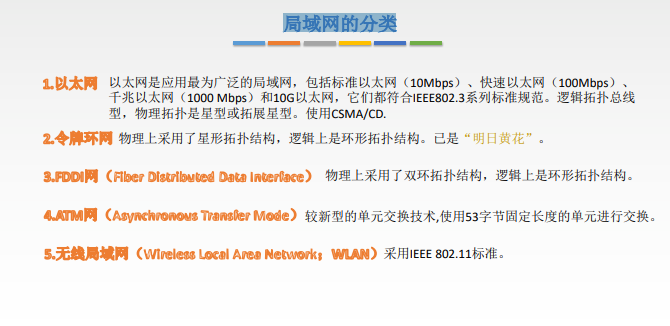 局域网的分类
1.以太网 以太网是应用最为广泛的局域网，包括标准以太网（10Mbps）、快速以太网（100Mbps）、
千兆以太网（1000 Mbps）和10G以太网，它们都符合IEEE802.3系列标准规范。逻辑拓扑总线
型，物理拓扑是星型或拓展星型。使用CSMA/CD.
2.令牌环网 物理上采用了星形拓扑结构，逻辑上是环形拓扑结构。已是“明日黄花”。
3.FDDI网（Fiber Distributed Data Interface） 物理上采用了双环拓扑结构，逻辑上是环形拓扑结构。
4.ATM网（Asynchronous Transfer Mode）较新型的单元交换技术,使用53字节固定长度的单元进行交换。
5.无线局域网（Wireless Local Area Network；WLAN）采用IEEE 802.11标准。